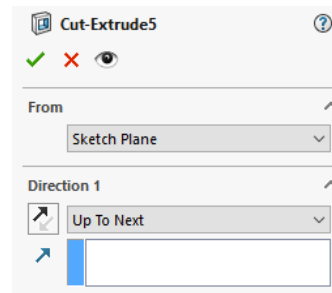 Cut-Extrude5
?
From
Sketch Plane
Direction 1
Up To Next